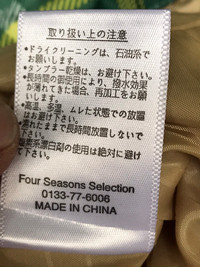 取り扱い上の注意
●ドライクリーニングは、石油系で
お願いします。
●タンブラー乾燥は、お避け下さい。
●長時間の御使用により、撥水効果
が薄れてきた場合、再加工をお願
いします。
●高温、多湿、ムレた状態での放置
はお避け下さい。
●濡れたままで長時間放置しないで
下さい。
素系漂白剤の使用は絶対に避け
て下さい。
Four Seasons Selection
0133-77-6006
MADE IN CHINA